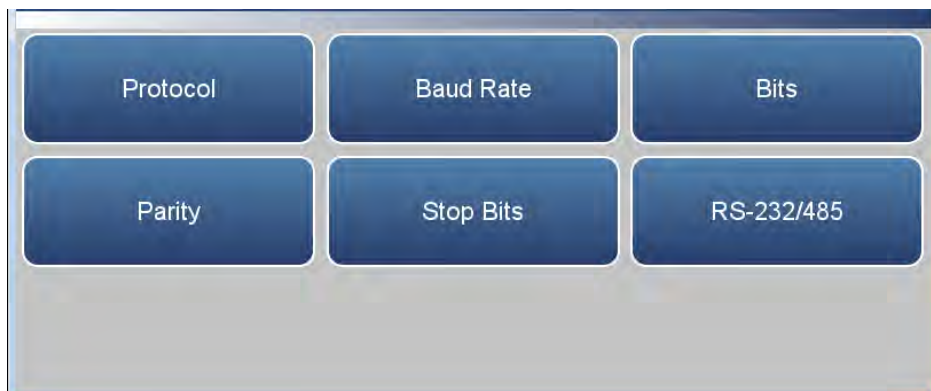 Protocol
Baud Rate
Bits
Parity
Stop Bits
RS-232/485